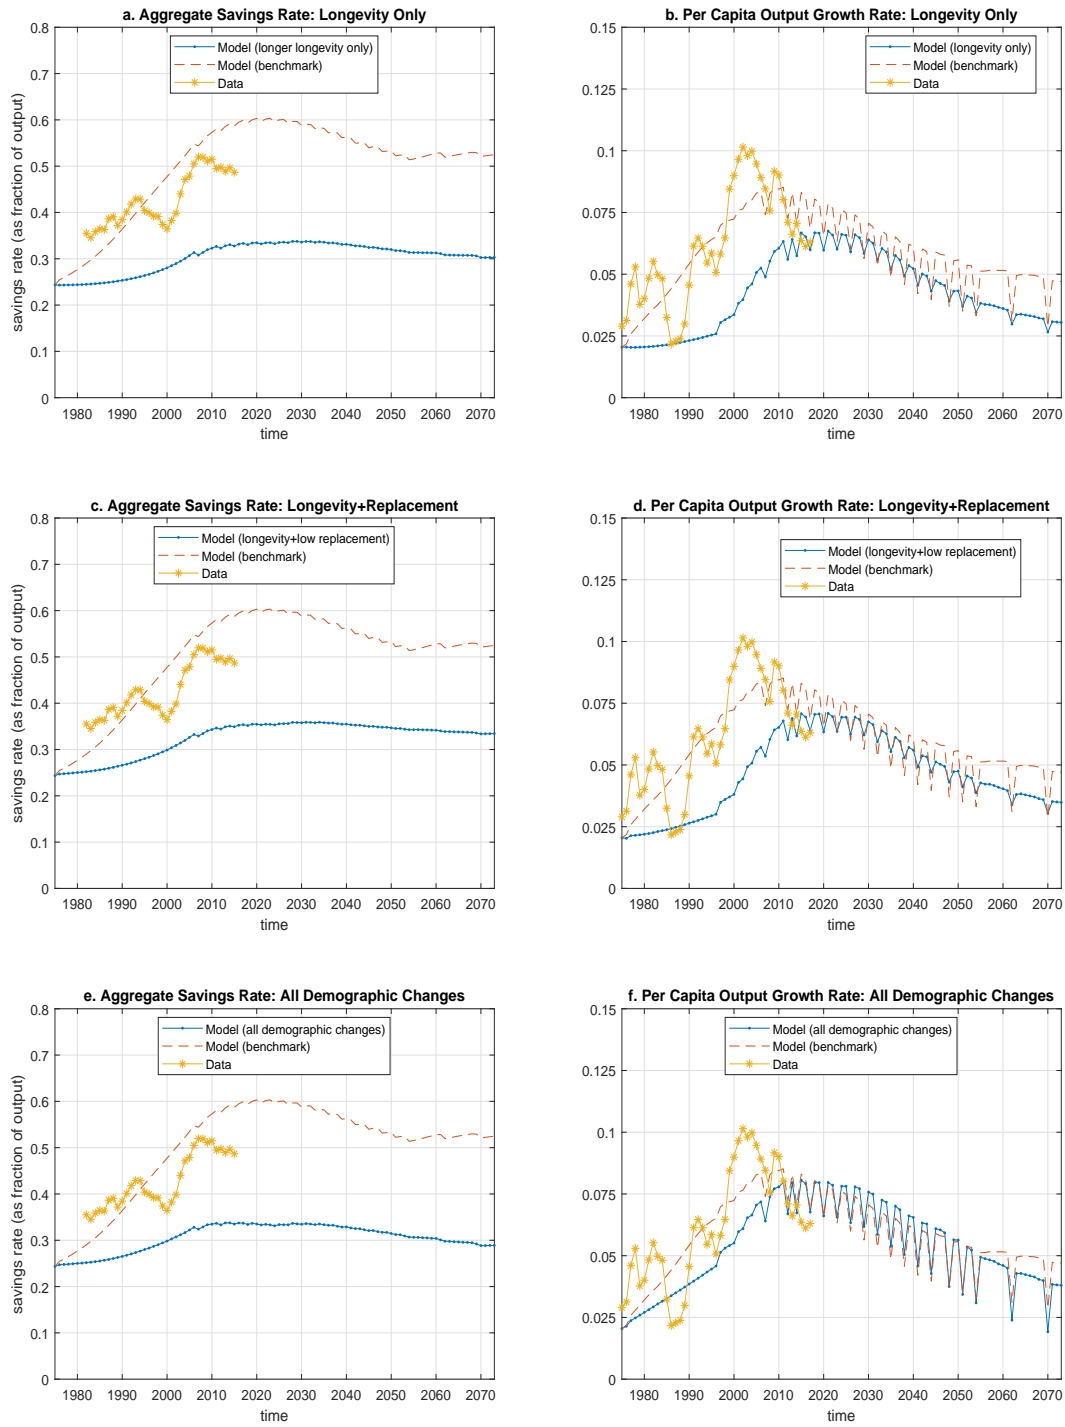 a. Aggregate Savings Rate: Longevity Only
0.8
0.7
0.6
0.5
0.4
0.3
0.2
0.1
0
savings rate (as fraction of output)
Model (longer longevity only)
Model (benchmark)
Data
1980 1990 2000 2010 2020 2030 2040 2050 2060 2070
time
b. Per Capita Output Growth Rate: Longevity Only
0.15
0.125
0.1
0.075
0.05
0.025
0
Model (longevity only)
Model (benchmark)
Data
1980 1990 2000 2010 2020 2030 2040 2050 2060 2070
time
c. Aggregate Savings Rate: Longevity+Replacement
0.8
0.7
0.6
0.5
0.4
0.3
0.2
0.1
0
savings rate (as fraction of output)
Model (longevity+low replacement)
Model (benchmark)
Data
1980 1990 2000 2010 2020 2030 2040 2050 2060 2070
time
d. Per Capita Output Growth Rate: Longevity+Replacement
0.15
0.125
0.1
0.075
0.05
0.025
0
Model (longevity+low replacement)
Model (benchmark)
Data
1980 1990 2000 2010 2020 2030 2040 2050 2060 2070
time
e. Aggregate Savings Rate: All Demographic Changes
0.8
0.7
0.6
0.5
0.4
0.3
0.2
0.1
0
savings rate (as fraction of output)
Model (all demographic changes)
Model (benchmark)
Data
1980 1990 2000 2010 2020 2030 2040 2050 2060 2070
time
f. Per Capita Output Growth Rate: All Demographic Changes
0.15
0.125
0.1
0.075
0.05
0.025
0
Model (all demographic changes)
Model (benchmark)
Data
1980 1990 2000 2010 2020 2030 2040 2050 2060 2070
time